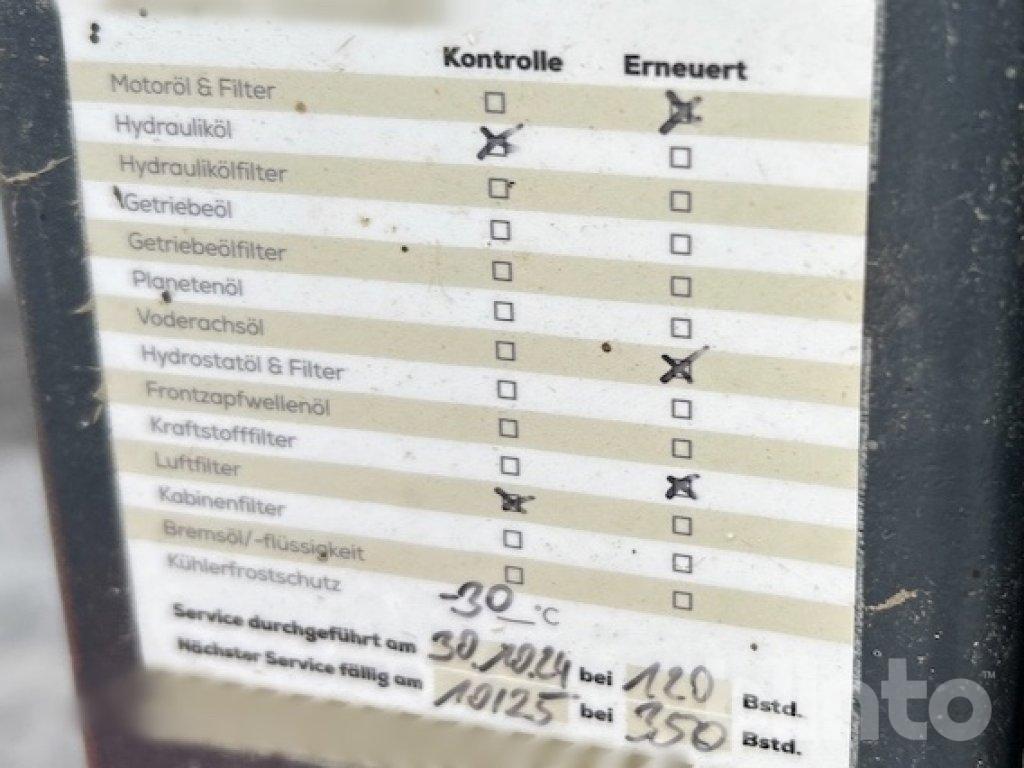 Kontrolle Erneuert
Motoröl & Filter
Hydrauliköl
Hydraulikölfilter
Getriebeöl
Getriebeölfilter
Planetenöl
Voderachsöl
Hydrostatöl & Filter
Frontzapfwellenöl
Kraftstofffilter
Luftfilter
Kabinenfilter
Bremsöl/-flüssigkeit
Kühlerfrostschutz -30 °C
Service durchgeführt am 30.10.24 bei 120 Bstd.
Nächster Service fällig am 10125 bei 350 Bstd.